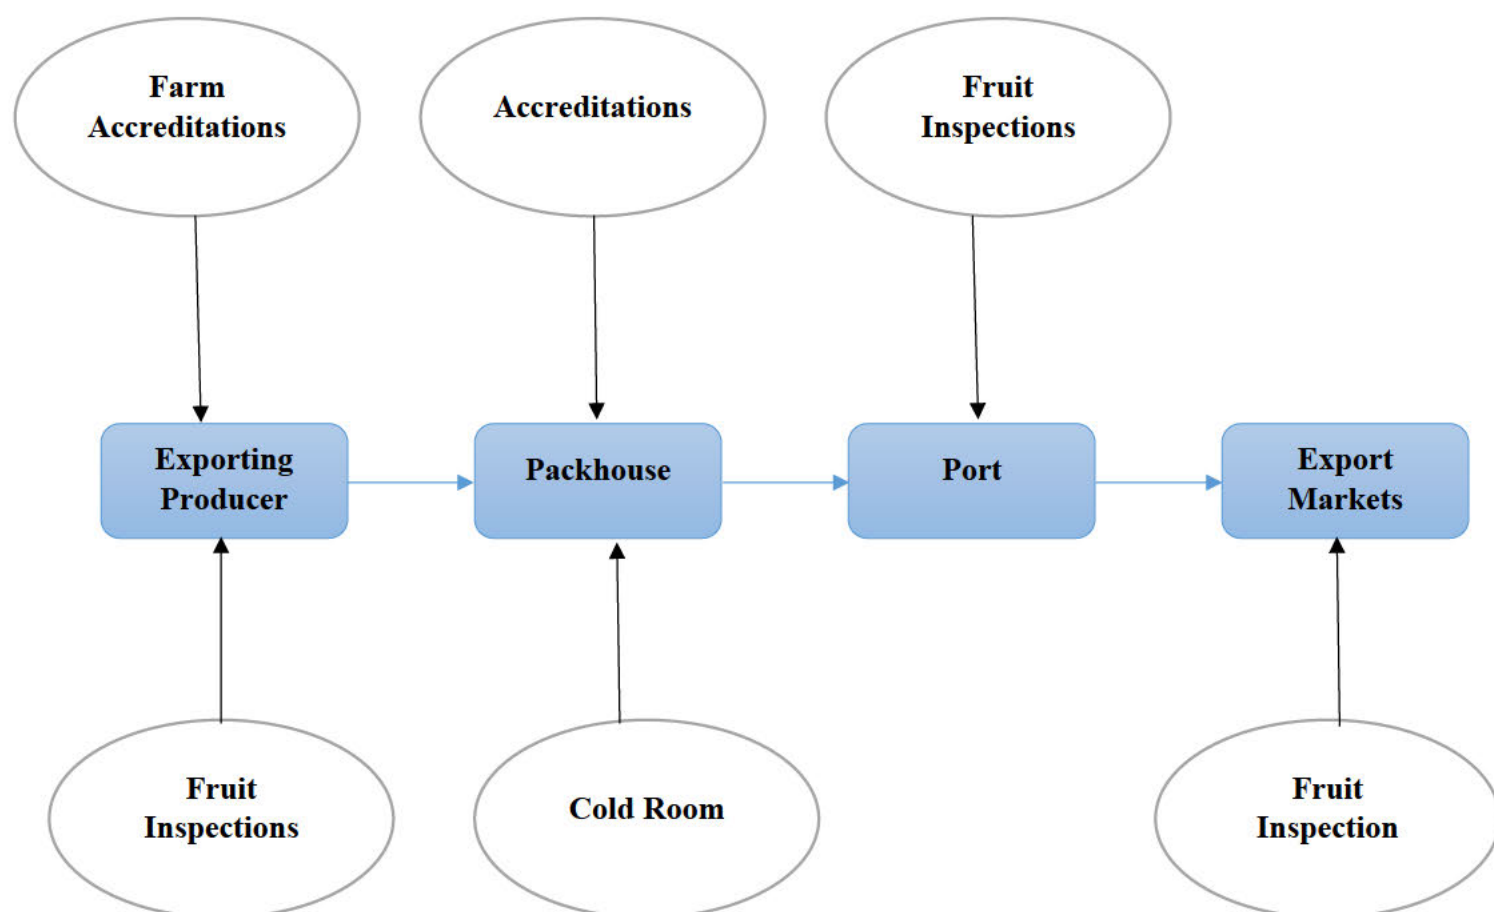 Farm
Accreditations
Accreditations
Fruit
Inspections
Exporting
Producer
Packhouse
Port
Export
Markets
Fruit
Inspections
Cold Room
Fruit
Inspection